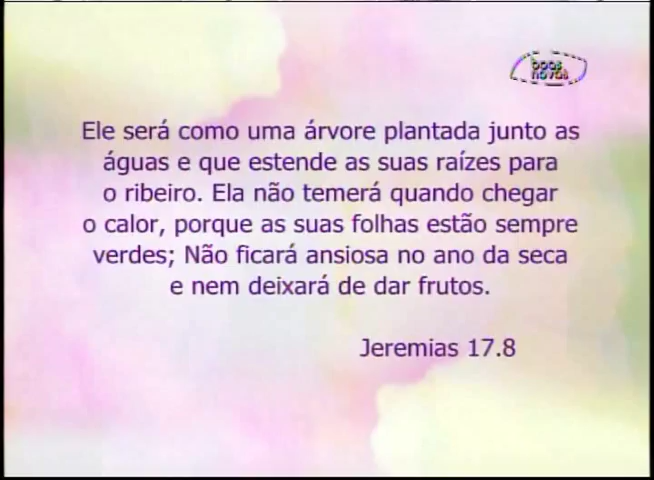 boas
novas
Ele será como uma árvore plantada junto as
águas e que estende as suas raízes para
o ribeiro. Ela não temerá quando chegar
o calor, porque as suas folhas estão sempre
verdes; Não ficará ansiosa no ano da seca
e nem deixará de dar frutos.
Jeremias 17.8